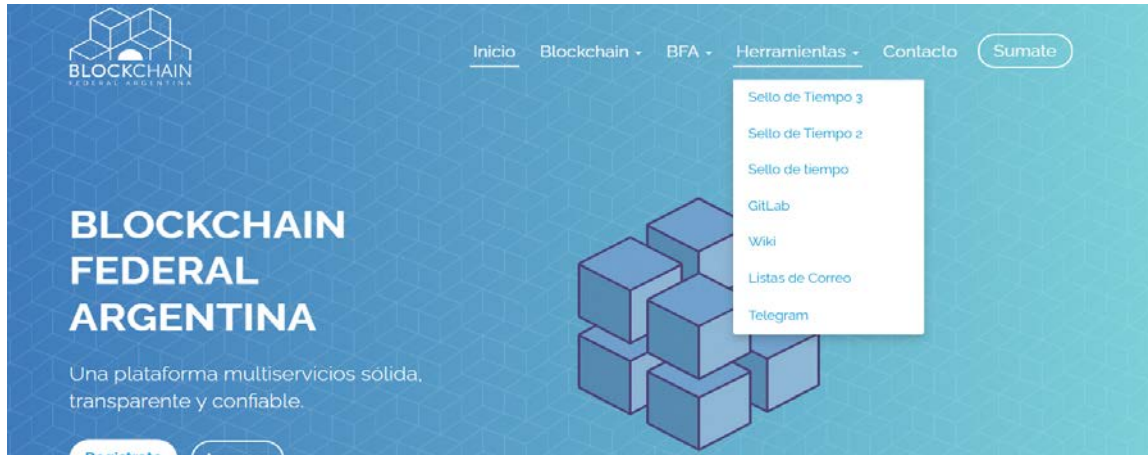 BLOCKCHAIN
FEDERAL ARGENTINA
Inicio Blockchain BFA Herramientas Contacto Sumate
Sello de Tiempo 3
Sello de Tiempo 2
Sello de tiempo
GitLab
Wiki
Listas de Correo
Telegram
BLOCKCHAIN
FEDERAL
ARGENTINA
Una plataforma multiservicios sólida,
transparente y confiable.